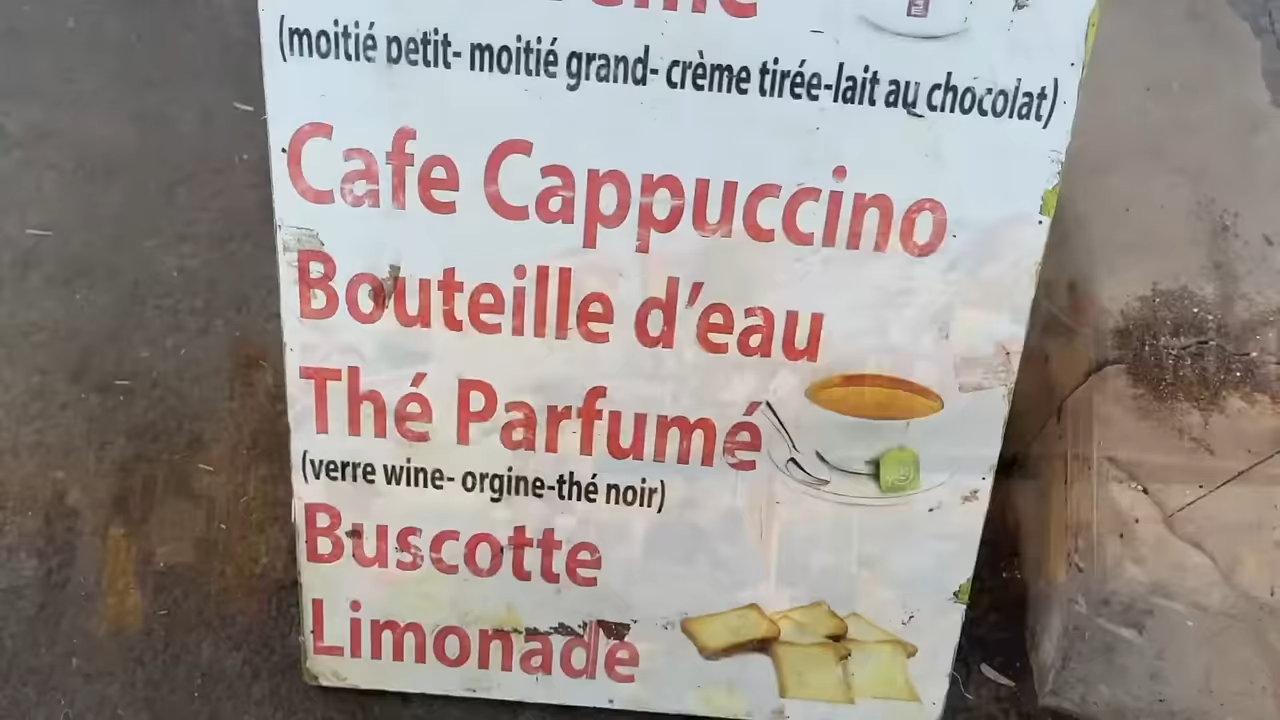 (moitié petit- moitié grand- crème tirée-lait au chocolat)
Cafe Cappuccino
Bouteille d'eau
Thé Parfumé
(verre wine- orgine-thé noir)
Buscotte
Limonade